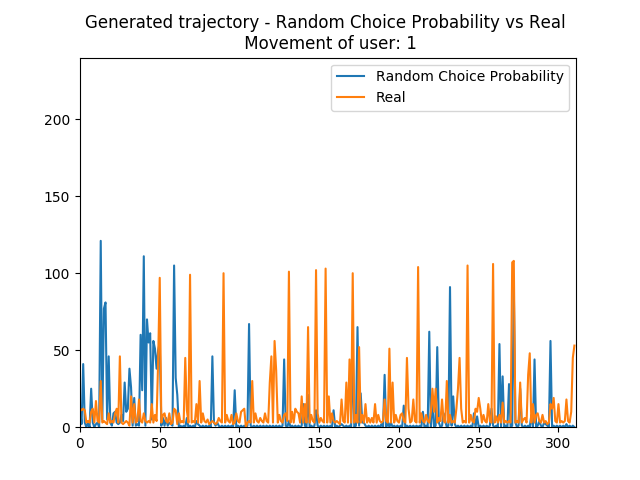 Generated trajectory - Random Choice Probability vs Real
Movement of user: 1
Random Choice Probability
Real
200
150
100
50
0
0 50 100 150 200 250 300